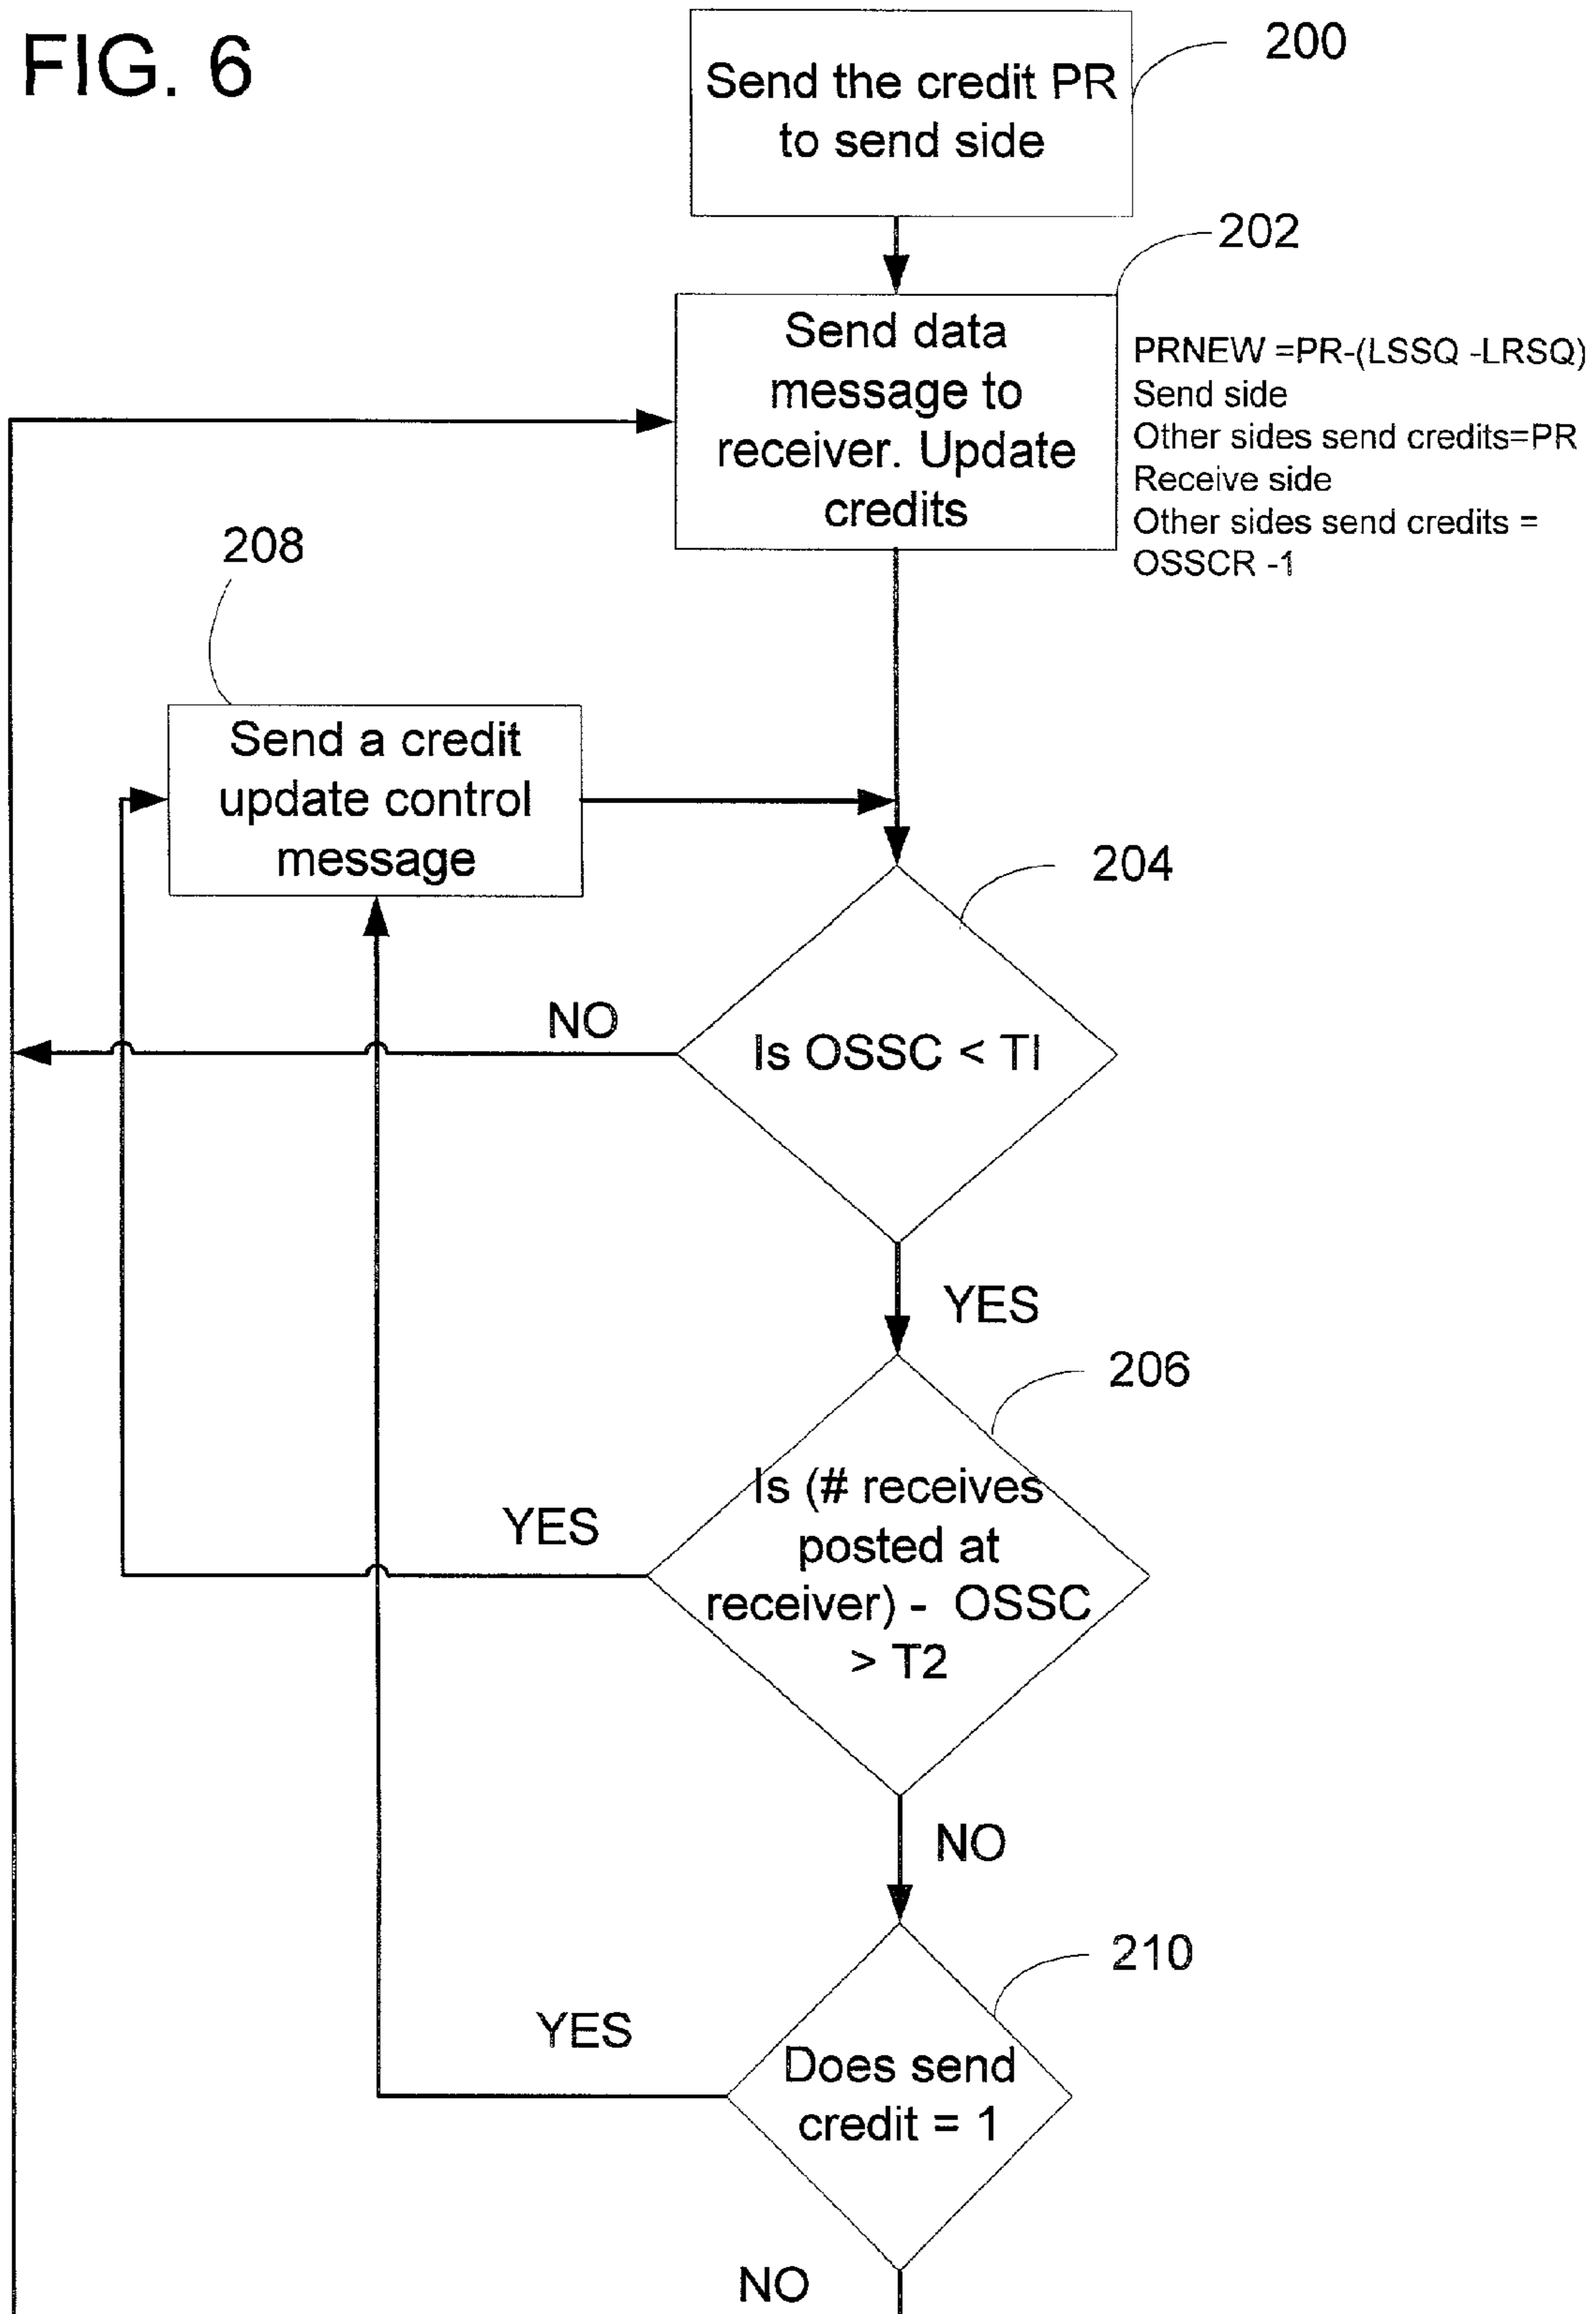 FIG. 6
Send the credit PR
to send side
200
202
Send data
message to
receiver. Update
credits
PRNEW =PR-(LSSQ -LRSQ)
Send side
Other sides send credits=PR
Receive side
Other sides send credits =
OSSCR -1
208
Send a credit
update control
message
204
NO
Is OSSC < TI
YES
206
Is (# receives
posted at
receiver) - OSSC
> T2
YES
NO
210
YES
Does send
credit = 1
NO